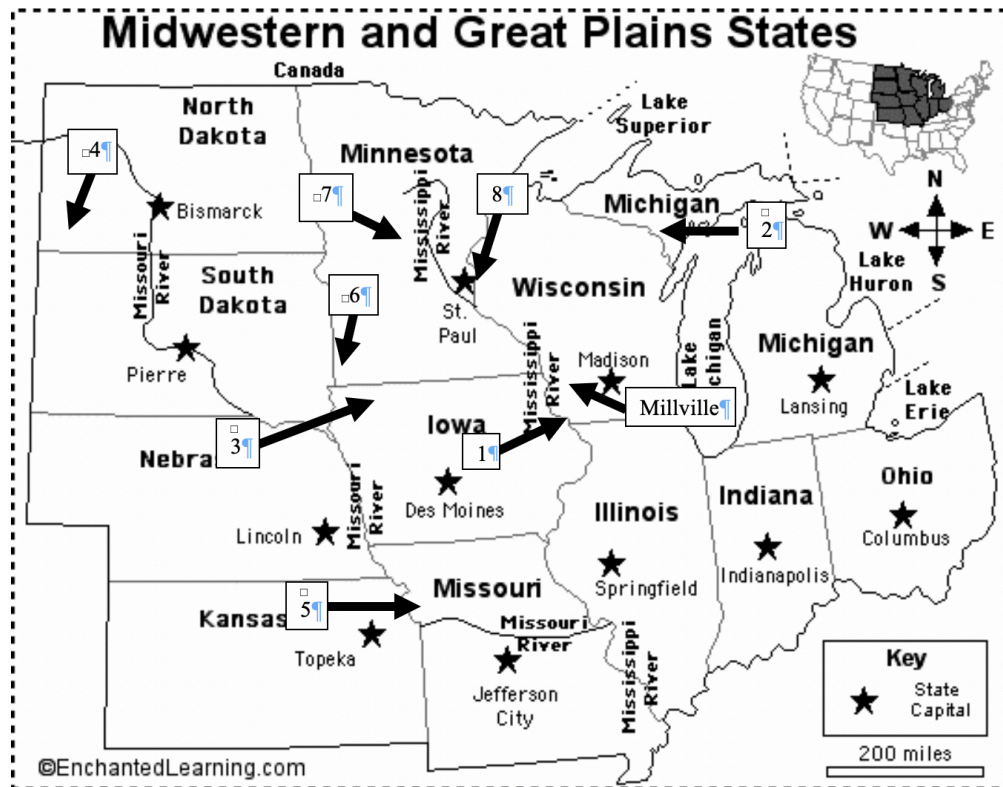 Midwestern and Great Plains States
Canada
North
Dakota
Lake
Superior
□4¶
Minnesota
□7¶
8¶
Michigan
□
2¶
N
W E
S
Bismarck
Mississippi
River
Missouri
River
South
Dakota
□6¶
St.
Paul
Wisconsin
Lake
Huron
Pierre
Mississippi
River
Madison
Lake
ichigan
Michigan
Lansing
Lake
Erie
Millville¶
□
3¶
Nebra
Iowa
1¶
Missouri
River
Des Moines
Lincoln
Illinois
Indiana
Ohio
Columbus
Springfield
Indianapolis
□
5¶
Kansas
Topeka
Missouri
Missouri
River
Mississippi
River
Jefferson
City
Key
State
Capital
200 miles
©EnchantedLearning.com